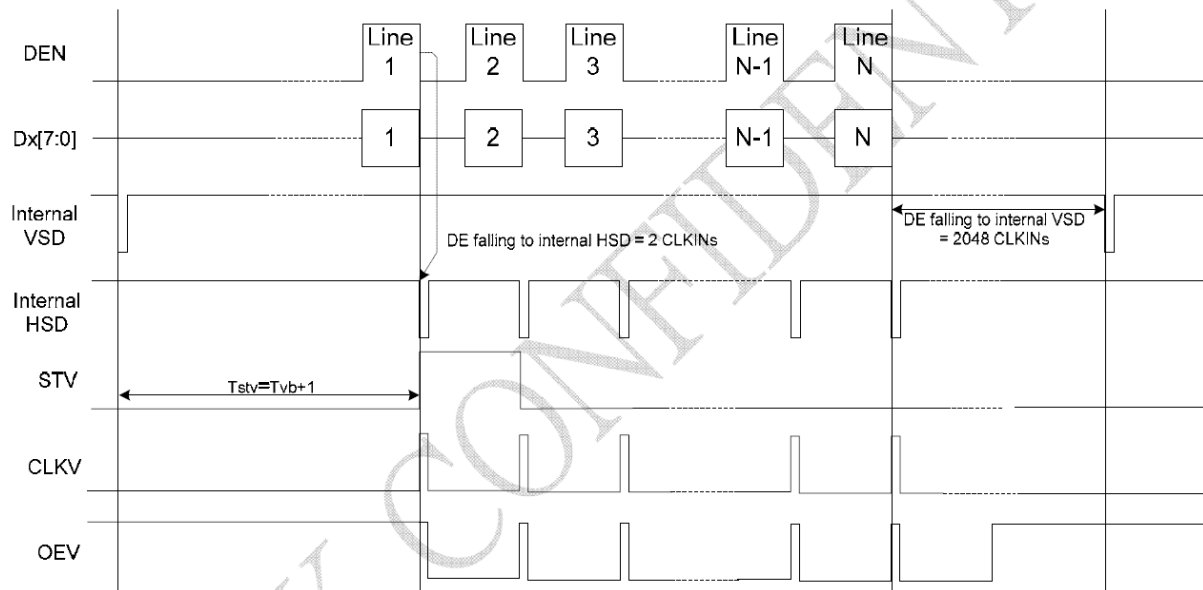 DEN
Line
1
Line
2
Line
3
Line
N-1
Line
N
Dx[7:0]
1
2
3
N-1
N
Internal
VSD
DE falling to internal HSD = 2 CLKINs
DE falling to internal VSD
= 2048 CLKINs
Internal
HSD
STV
Tstv=Tvb+1
CLKV
OEV
CONFIDENT